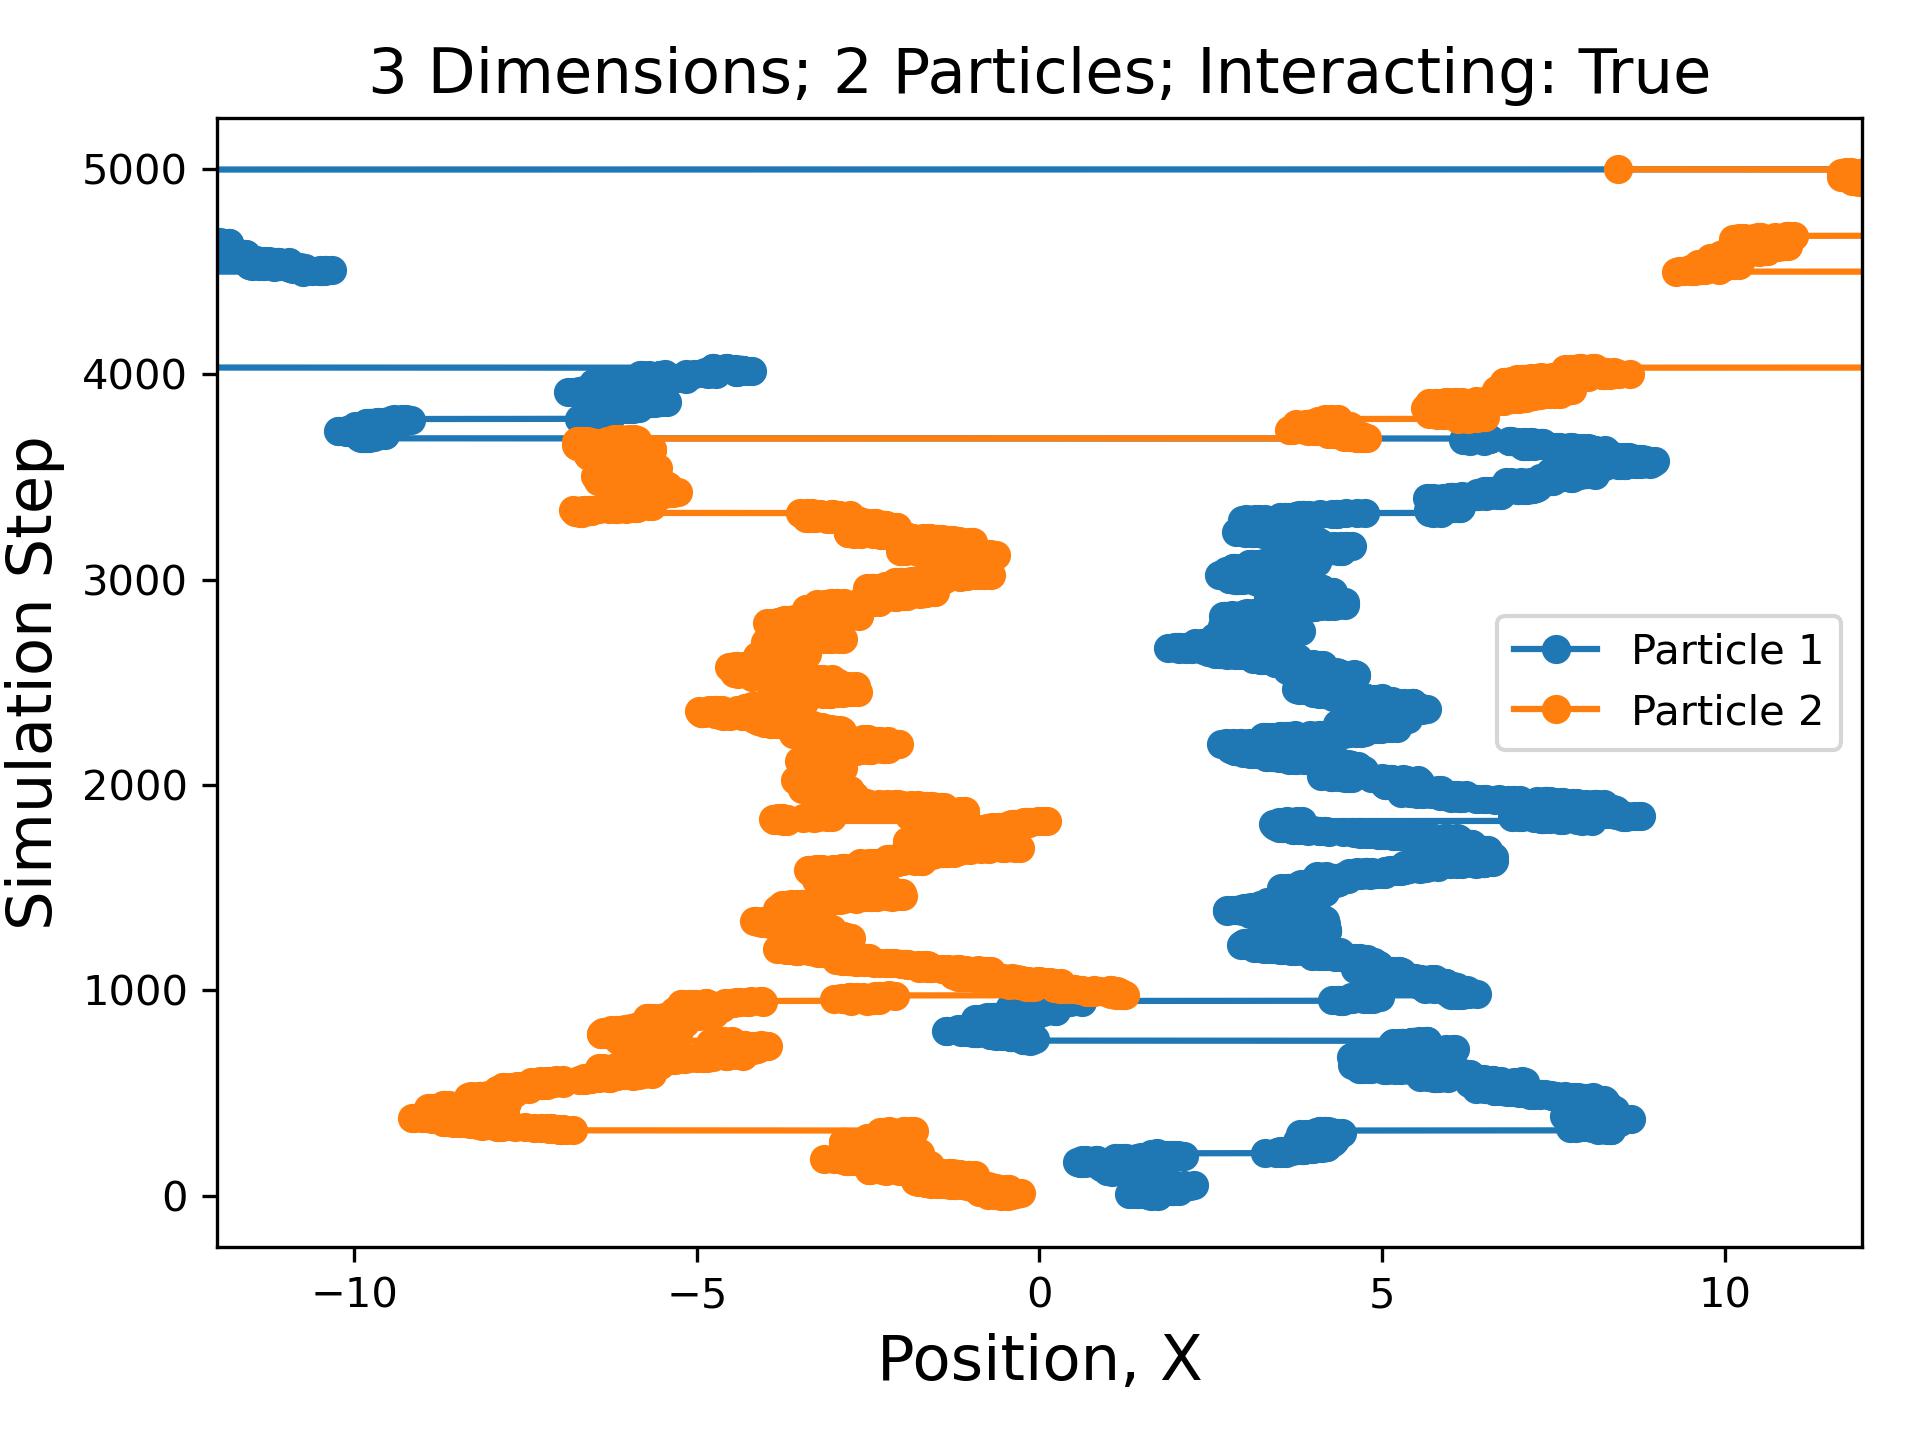 3 Dimensions; 2 Particles; Interacting: True
5000
4000
3000
2000
1000
0
Simulation Step
Particle 1
Particle 2
−10
−5
0
5
10
Position, X